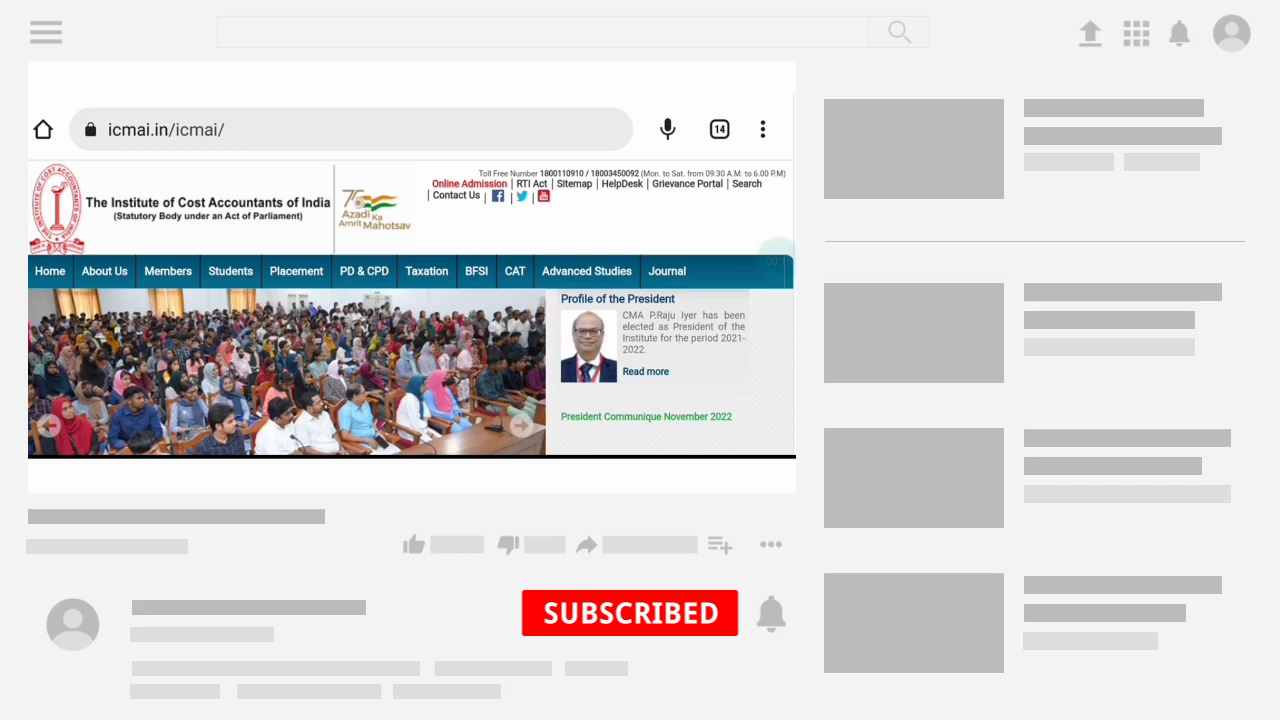 icmai.in/icmai/
14
Toll Free Number 1800110910 / 18003450092 (Mon. to Sat. from 09.30 A.M. to 6.00 P.M)
Online Admission | RTI Act | Sitemap | HelpDesk | Grievance Portal | Search
| Contact Us | | |
The Institute of Cost Accountants of India
(Statutory Body under an Act of Parliament)
75
Azadi Ka
Amrit Mahotsav
Home About Us Members Students Placement PD & CPD Taxation BFSI CAT Advanced Studies Journal
Profile of the President
CMA P.Raju Iyer has been
elected as President of the
Institute for the period 2021-
2022.
Read more
President Communique November 2022
SUBSCRIBED